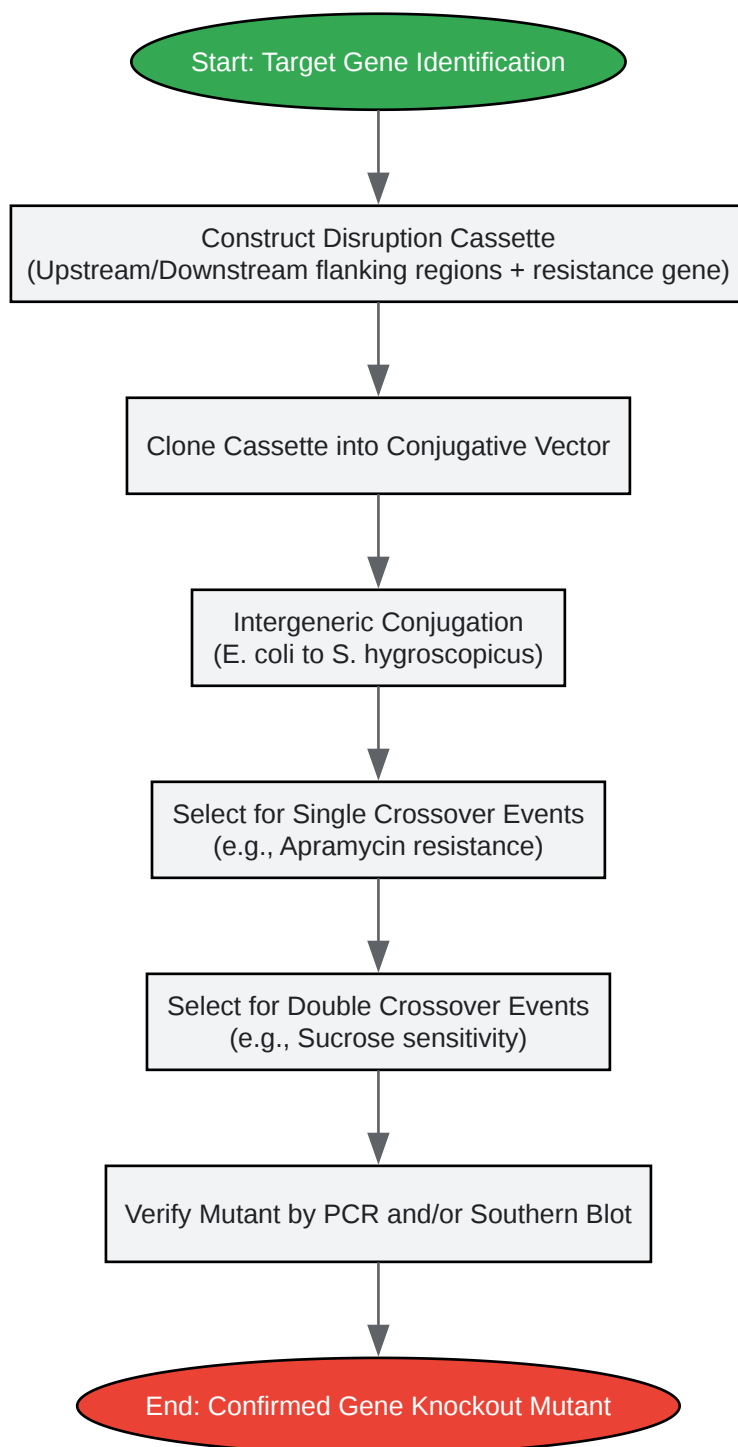 Start: Target Gene Identification
Construct Disruption Cassette
(Upstream/Downstream flanking regions + resistance gene)
Clone Cassette into Conjugative Vector
Intergeneric Conjugation
(E. coli to S. hygroscopicus)
Select for Single Crossover Events
(e.g., Apramycin resistance)
Select for Double Crossover Events
(e.g., Sucrose sensitivity)
Verify Mutant by PCR and/or Southern Blot
End: Confirmed Gene Knockout Mutant